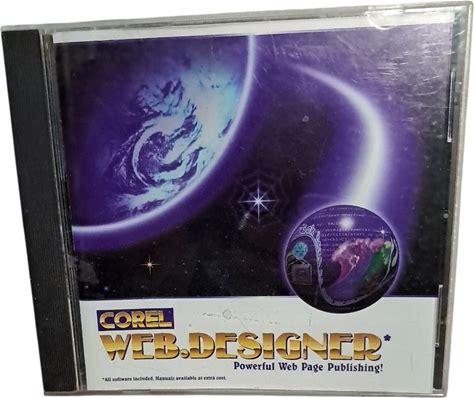 COREL
WEB.DESIGNER*
Powerful Web Page Publishing!
*All software included. Manuals available at extra cost.